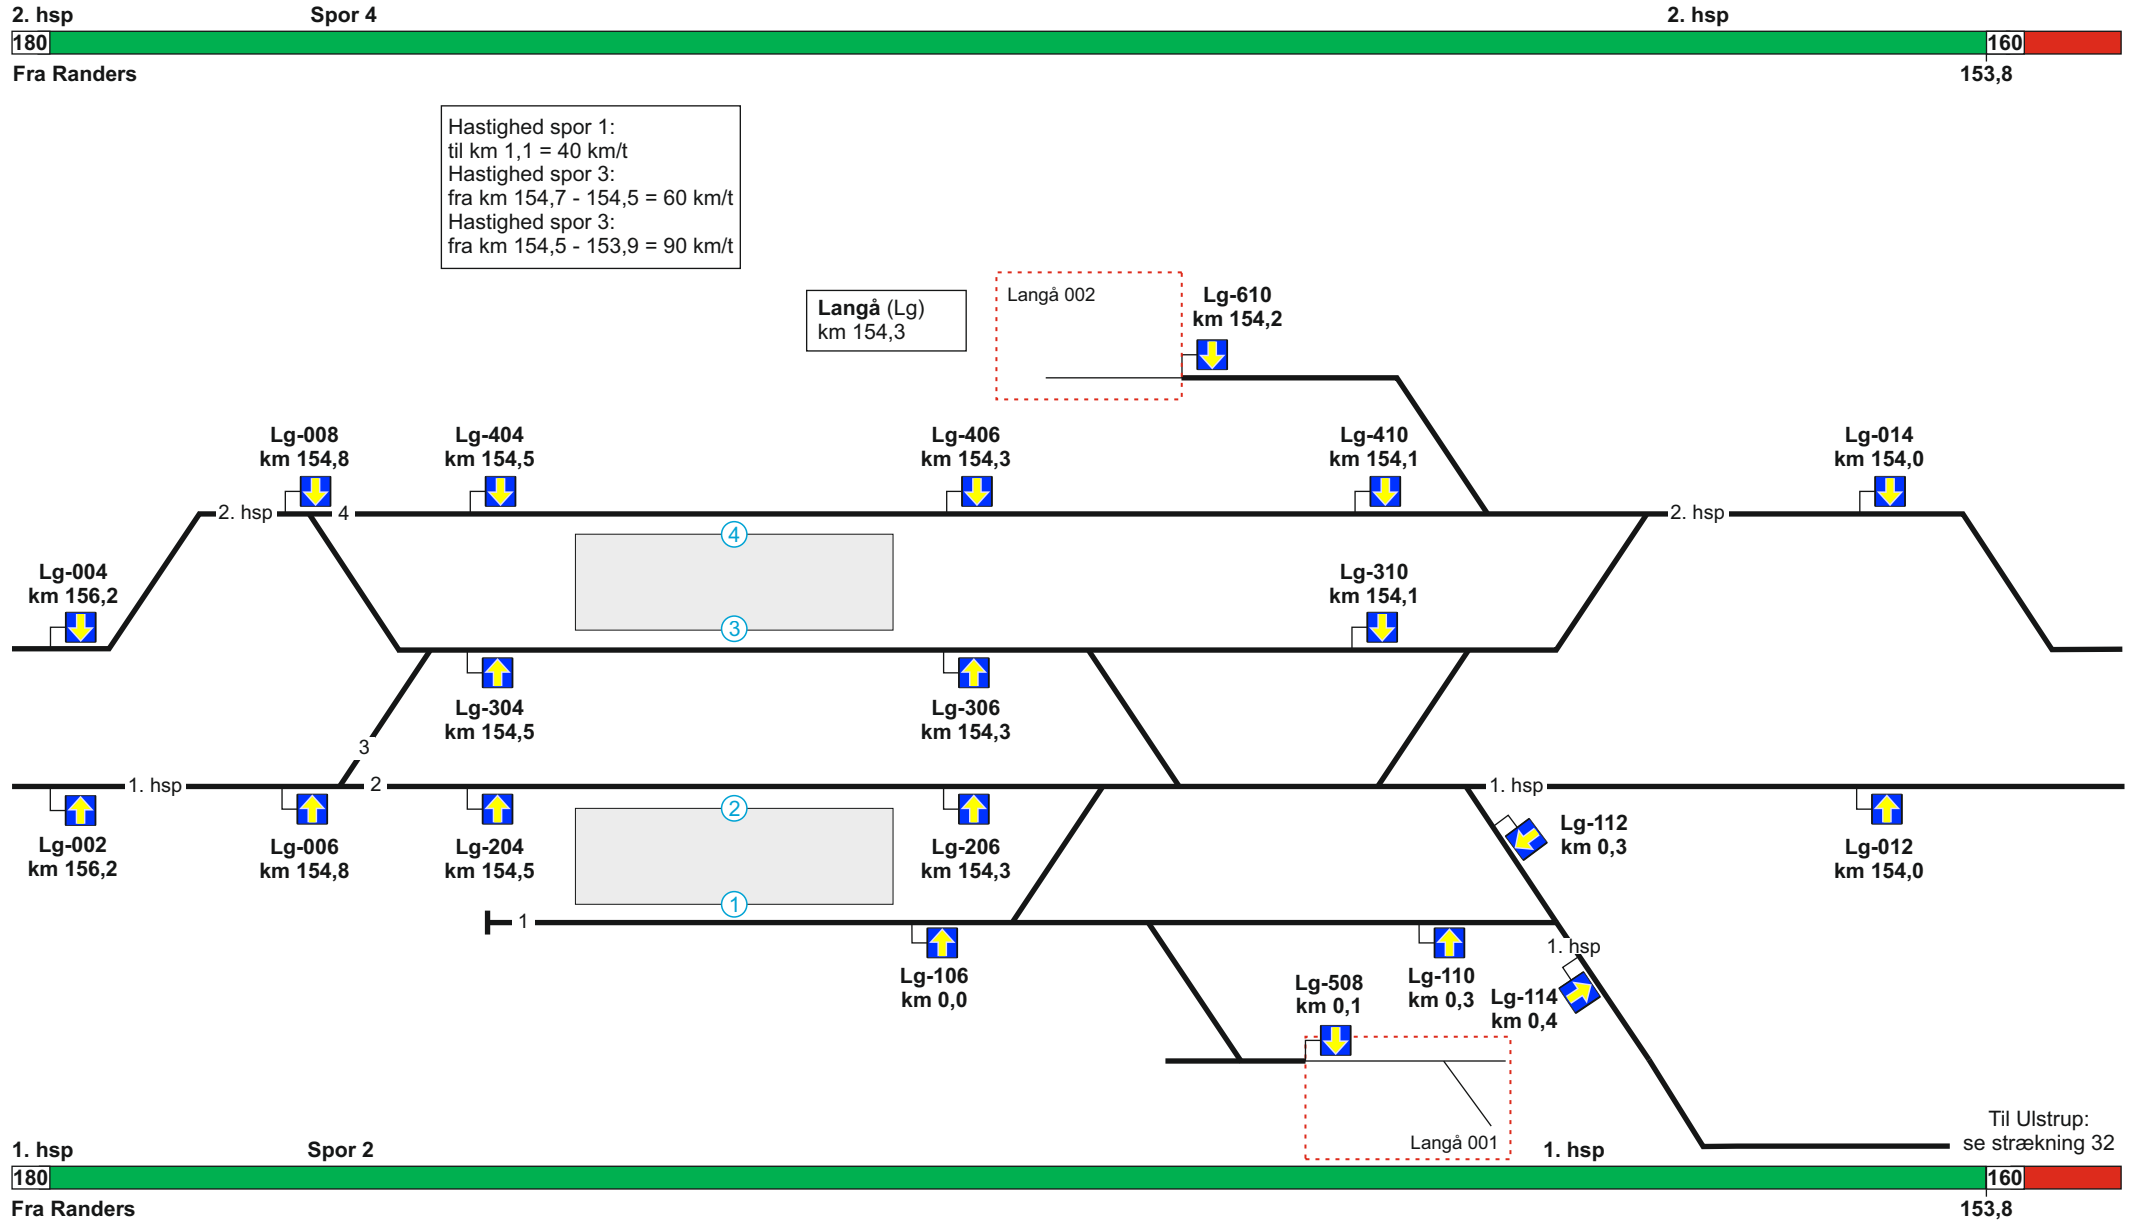 2. hsp Spor 4 2. hsp
180 160
Fra Randers 153,8
Hastighed spor 1:
til km 1,1 = 40 km/t
Hastighed spor 3:
fra km 154,7 - 154,5 = 60 km/t
Hastighed spor 3:
fra km 154,5 - 153,9 = 90 km/t
Langå (Lg)
km 154,3
Langå 002
Lg-610
km 154,2
Lg-008
km 154,8
Lg-404
km 154,5
Lg-406
km 154,3
Lg-410
km 154,1
Lg-014
km 154,0
2. hsp 4 2. hsp
4
Lg-004
km 156,2
Lg-310
km 154,1
3
Lg-304
km 154,5
Lg-306
km 154,3
3
1. hsp 2 1. hsp
2
Lg-002
km 156,2
Lg-006
km 154,8
Lg-204
km 154,5
Lg-206
km 154,3
Lg-112
km 0,3
Lg-012
km 154,0
1
1
1. hsp
Lg-106
km 0,0
Lg-508
km 0,1
Lg-110
km 0,3
Lg-114
km 0,4
Langå 001
Til Ulstrup:
se strækning 32
1. hsp Spor 2 1. hsp
180 160
Fra Randers 153,8